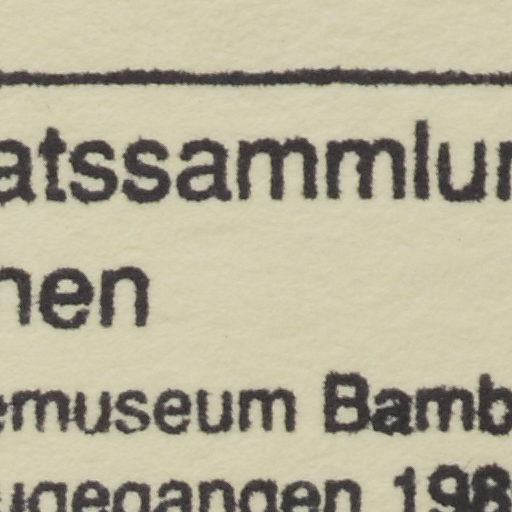 atssammlun
nen
emuseum Bamb
ugegangen 198